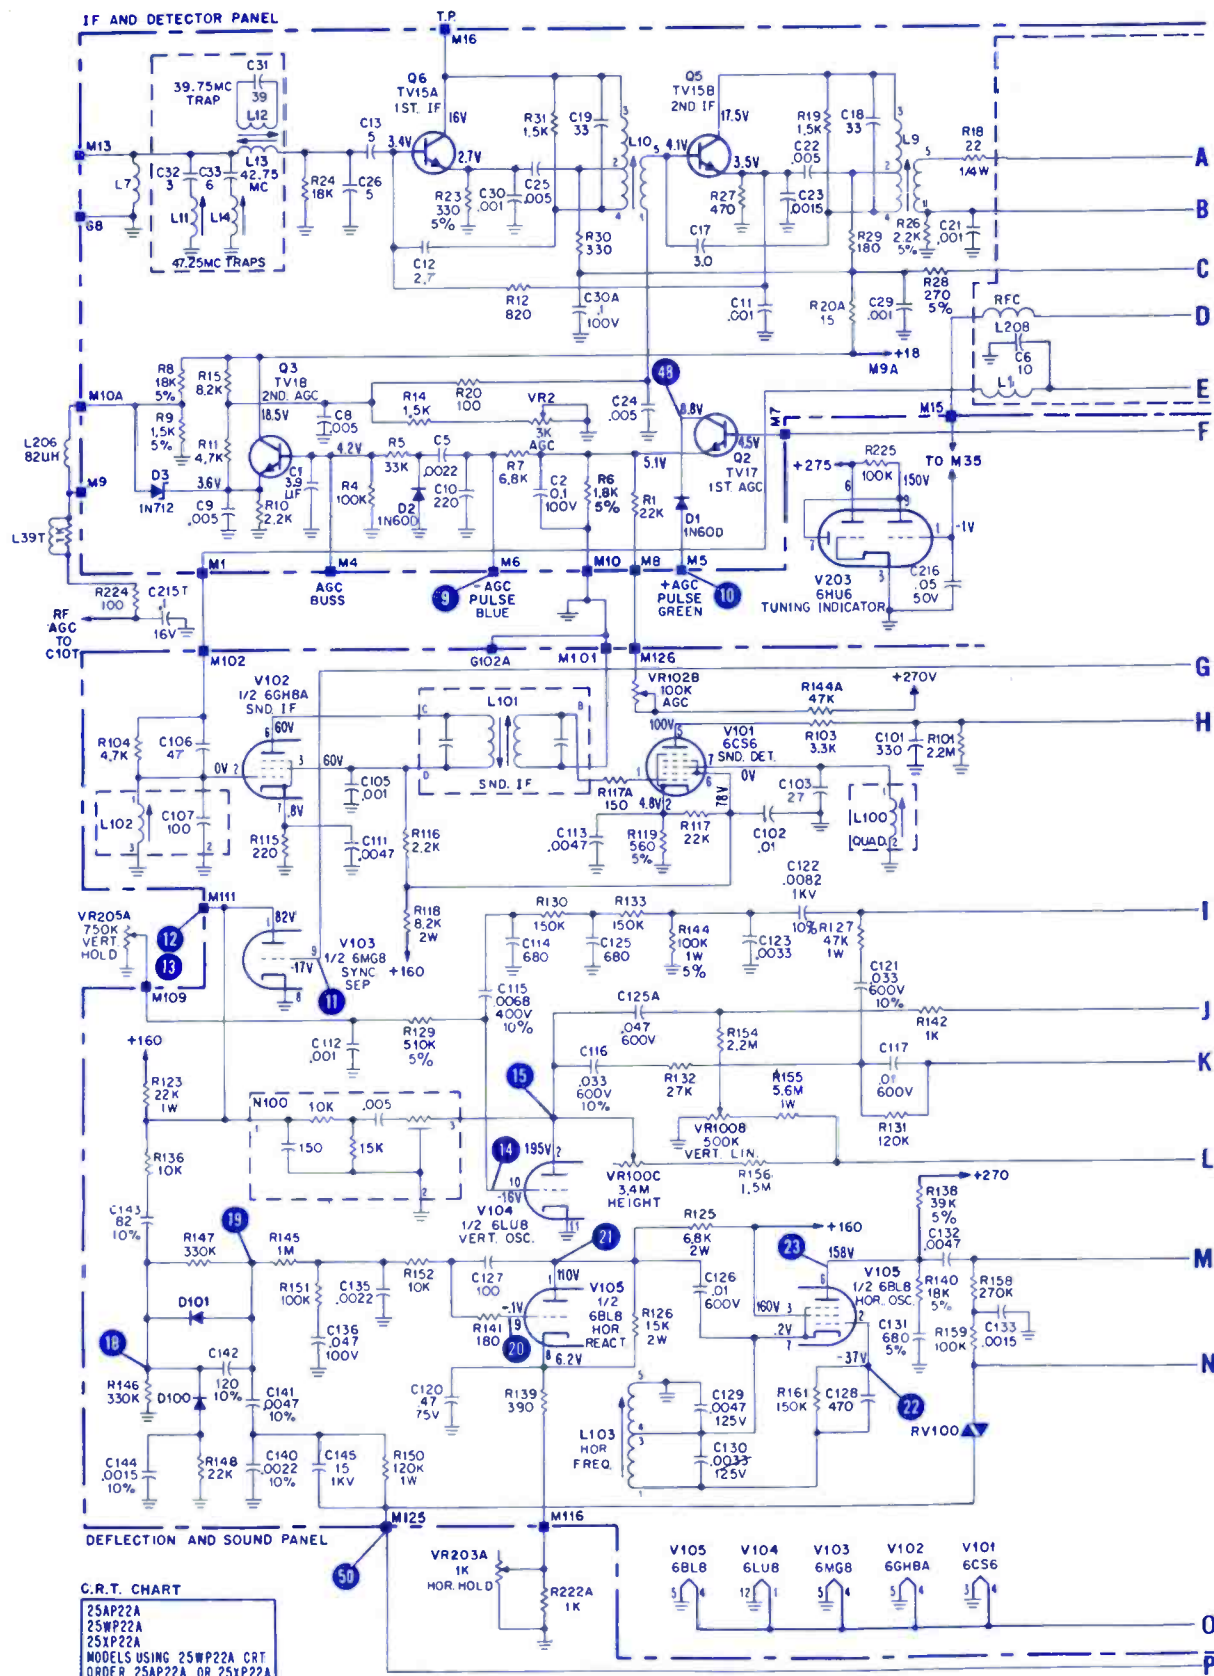 IF AND DETECTOR PANEL
T.P.
M16
C31
39
L12
39.75MC
TRAP
Q6
TV15A
1ST. IF
16V
3.4V
2.7V
C13
5
R31
1.5K
C19
33
L10
Q5
TV15B
2ND IF
17.5V
4.1V
3.5V
R19
1.5K
C18
33
L9
R18
22
1/4W
A
M13
L7
G8
C32
3
C33
6
L13
42.75
MC
L11
L14
47.25MC TRAPS
R24
18K
C26
5
R23
330
5%
C30
.001
C25
.005
R30
330
R27
470
C22
.005
C23
.0015
R29
180
R26
2.2K
5%
C21
.001
B
C12
2.7
C17
3.0
R12
820
C30A
.1
100V
C11
.001
R20A
15
C29
.001
R28
270
5%
C
RFC
L208
D
C6
10
+18
M9A
E
M10A
R8
18K
5%
R15
8.2K
Q3
TV18
2ND. AGC
18.5V
R20
100
R14
1.5K
VR2
3K
AGC
C24
.005
48
8.8V
4.5V
Q2
TV17
1ST. AGC
M7
M15
F
L206
82UH
R9
1.5K
5%
R11
4.7K
C8
.005
4.2V
R5
33K
C5
.0022
R7
6.8K
5.1V
TO M35
+275
R225
100K
150V
M9
D3
1N712
3.6V
C9
.005
R10
2.2K
C1
3.9
UF
R4
100K
D2
1N60D
C10
220
C2
0.1
100V
R6
1.8K
5%
R1
22K
D1
1N60D
-1V
L39T
1K
V203
6HU6
TUNING INDICATOR
C216
.05
50V
M1
M4
AGC
BUSS
M6
-AGC
PULSE
BLUE
9
M10
M8
M5
+AGC
PULSE
GREEN
10
R224
100
C215T
.1
16V
RF
AGC
TO
C10T
M102
G102A
M101
M126
G
VR102B
100K
AGC
R144A
47K
+270V
V102
1/2 6GH8A
SND. IF
60V
L101
SND. IF
100V
V101
6CS6
SND. DET.
R103
3.3K
C101
330
R101
2.2M
H
R104
4.7K
C106
47
0V
60V
.8V
C105
.001
R117A
150
4.8V
78V
0V
C103
27
L100
QUAD.
L102
C107
100
R115
220
C111
.0047
R116
2.2K
C113
.0047
R119
560
5%
R117
22K
C102
.01
M111
82V
R118
8.2K
2W
+160
C122
.0082
1KV
10%
I
VR205A
750K
VERT.
HOLD
12
13
-17V
V103
1/2 6MG8
SYNC
SEP
11
R130
150K
R133
150K
C114
680
C125
680
R144
100K
1W
5%
C123
.0033
R127
47K
1W
C121
.033
600V
10%
M109
C115
.0068
400V
10%
C125A
.047
600V
R142
1K
J
+160
C112
.001
R129
510K
5%
R154
2.2M
R123
22K
1W
15
C116
.033
600V
10%
R132
27K
R155
5.6M
1W
C117
.01
600V
K
N100
10K
.005
150
15K
VR100B
500K
VERT. LIN.
R131
120K
R136
10K
14
195V
-16V
V104
1/2 6LU8
VERT. OSC.
VR100C
3.4M
HEIGHT
R156
1.5M
L
+270
R138
39K
5%
C143
82
10%
19
R147
330K
R145
1M
21
R125
6.8K
2W
+160
23
158V
C132
.0047
M
D101
R151
100K
C135
.0022
R152
10K
C127
100
110V
V105
1/2
6BL8
HOR
REACT
C126
.01
600V
V105
1/2 6BL8
HOR. OSC.
R140
18K
5%
R158
270K
R141
180
-.1V
20
R126
15K
2W
160V
.2V
C131
680
5%
C133
.0015
R159
100K
18
C136
.047
100V
6.2V
-37V
N
R146
330K
D100
C142
120
10%
C141
.0047
10%
C120
.47
75V
R139
390
C129
.0047
125V
R161
150K
C128
470
22
RV100
C144
.0015
10%
R148
22K
C140
.0022
10%
C145
15
1KV
R150
120K
1W
L103
HOR
FREQ.
C130
.0033
125V
DEFLECTION AND SOUND PANEL
M125
M116
50
VR203A
1K
HOR. HOLD
R222A
1K
V105
6BL8
V104
6LU8
V103
6MG8
V102
6GH8A
V101
6CS6
O
P
C.R.T. CHART
25AP22A
25WP22A
25XP22A
MODELS USING 25WP22A CRT
ORDER 25AP22A OR 25XP22A